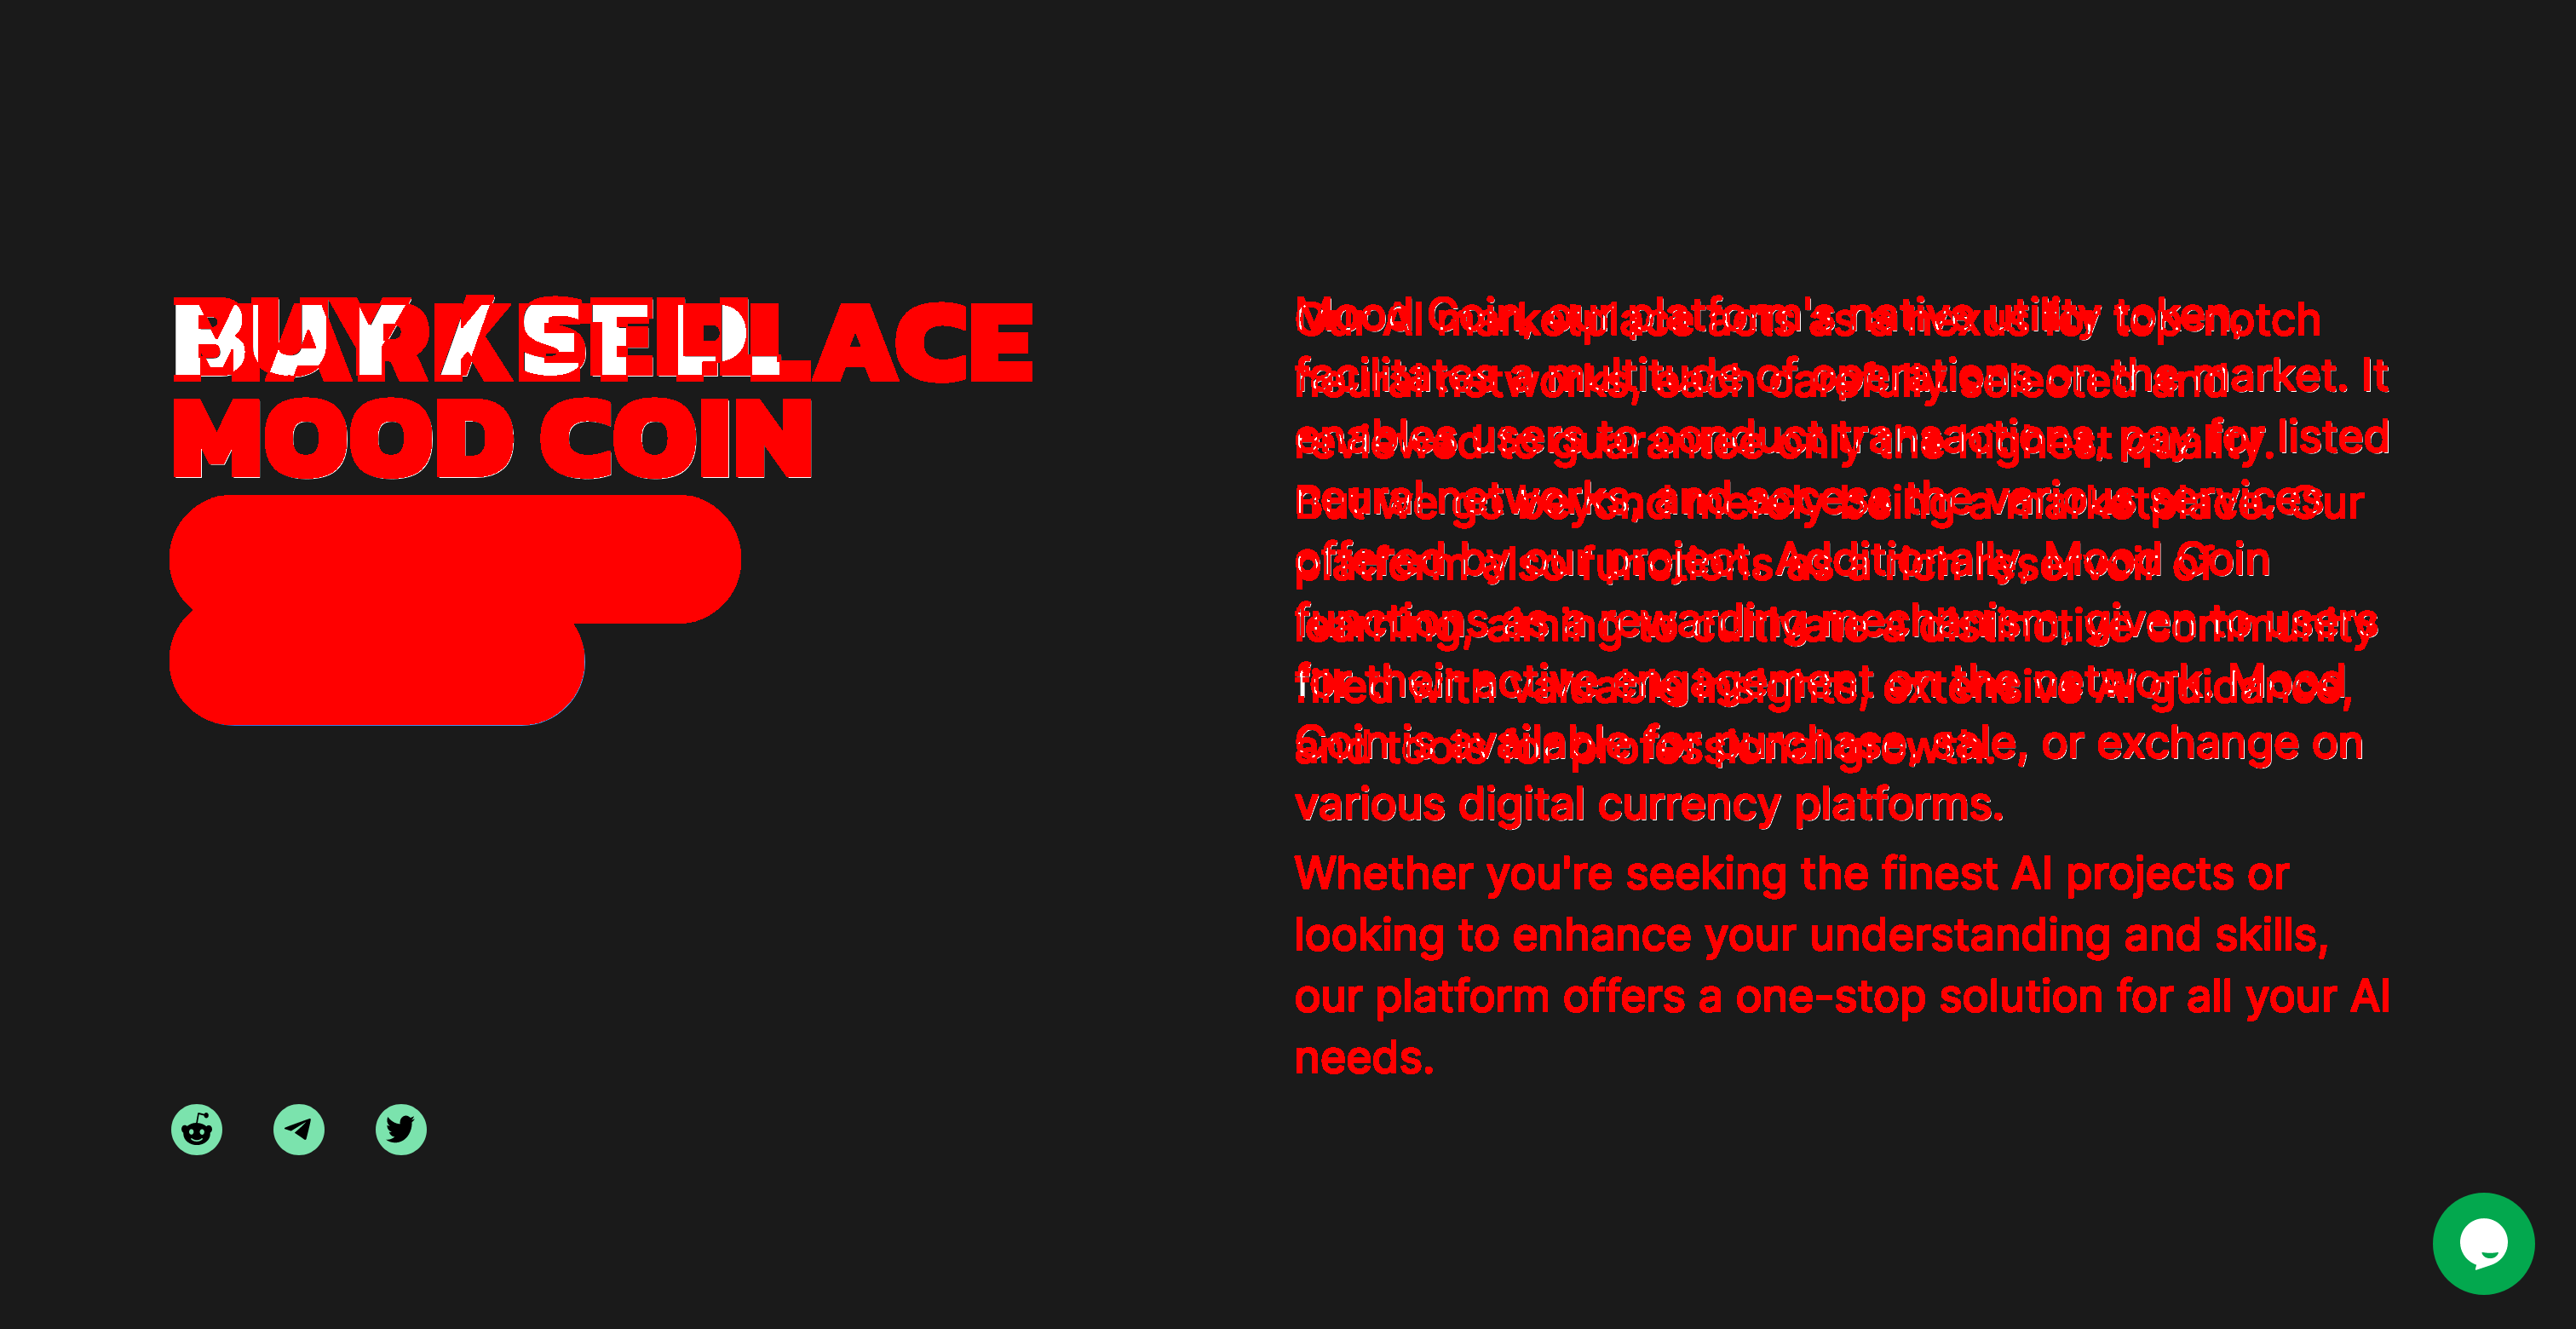 BUY / SELL
MARKETPLACE
MOOD COIN
Mood Coin, our platform's native utility token,
facilitates a multitude of operations on the market. It
enables users to conduct transactions, pay for listed
neural networks, and access the various services
offered by our project. Additionally, Mood Coin
functions as a rewarding mechanism, given to users
for their active engagement on the network. Mood
Coin is available for purchase, sale, or exchange on
various digital currency platforms.
Our AI marketplace acts as a nexus for top-notch
neural networks, each carefully selected and
reviewed to guarantee only the highest quality.
But we go beyond merely being a marketplace. Our
platform also functions as a rich reservoir of
learning, aiming to cultivate a distinctive community
filled with valuable insights, extensive AI guidance,
and tools for professional growth.
Whether you're seeking the finest AI projects or
looking to enhance your understanding and skills,
our platform offers a one-stop solution for all your AI
needs.